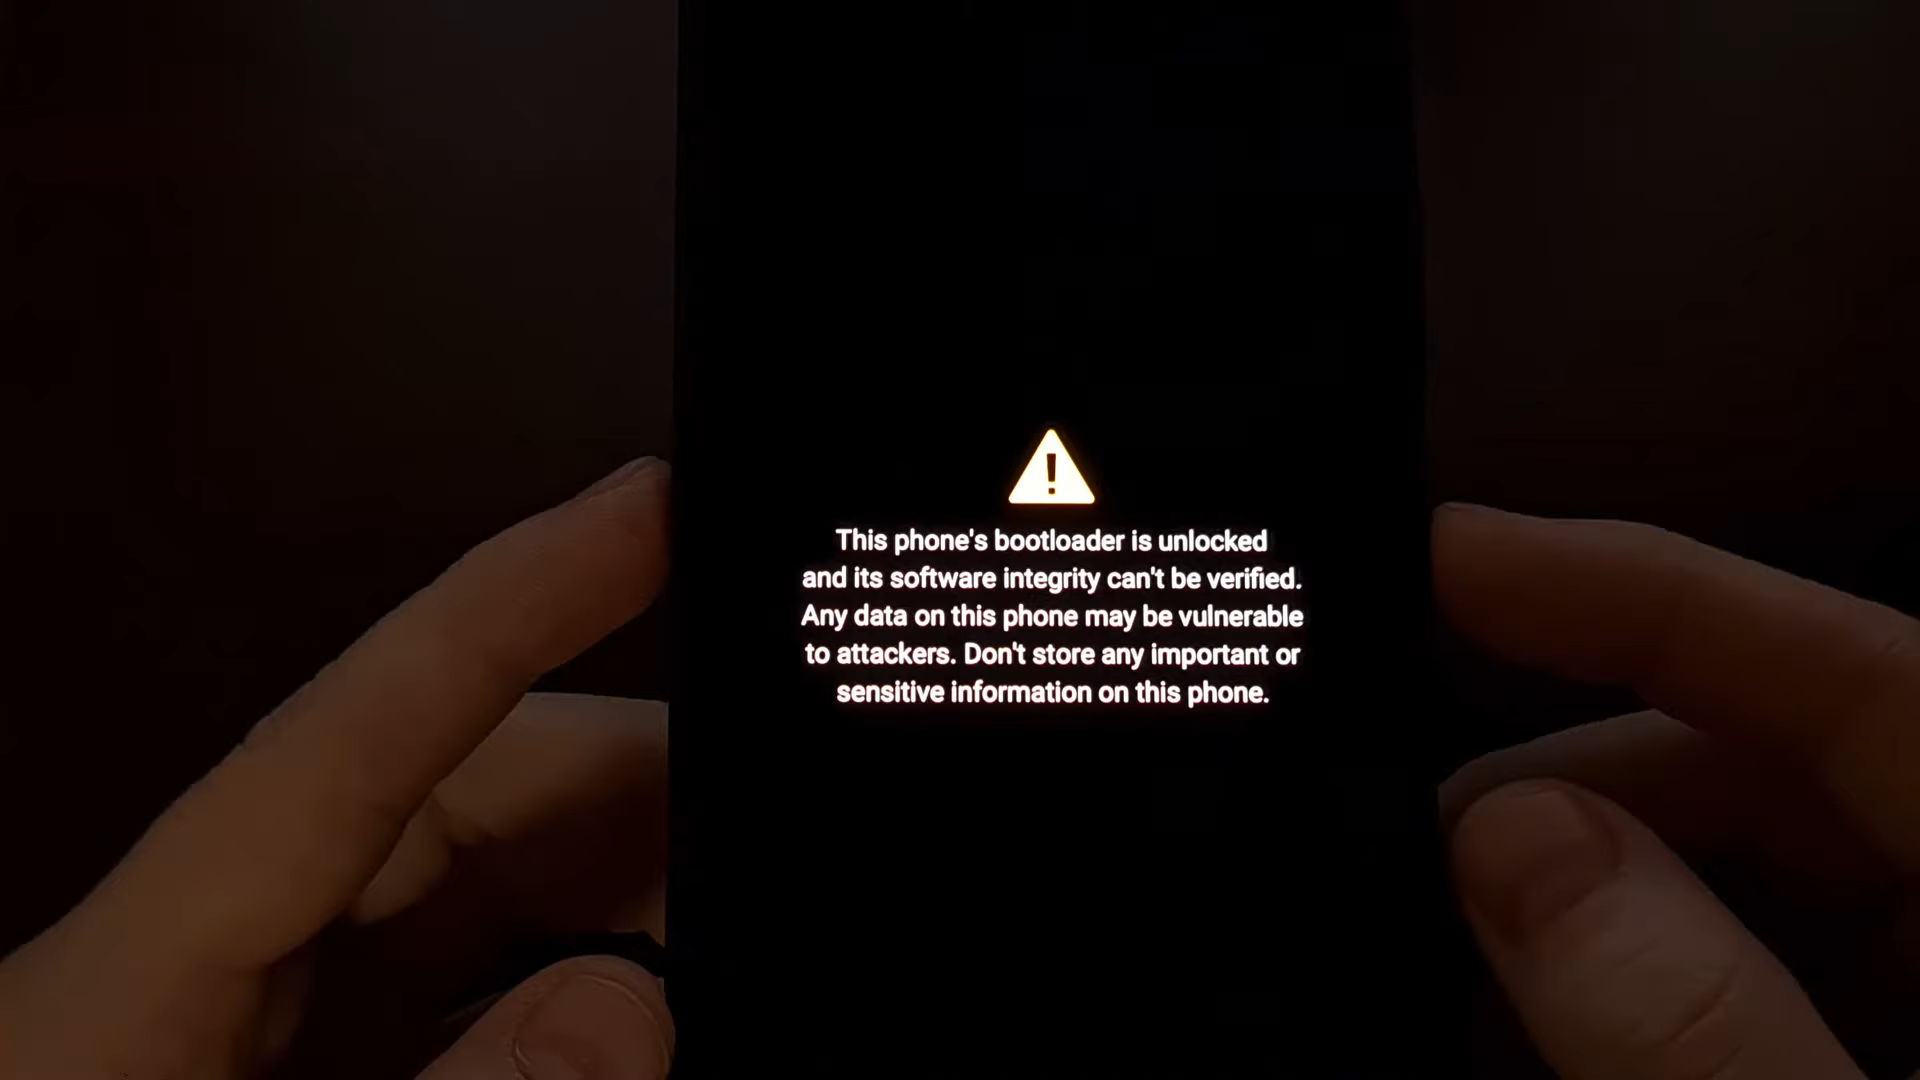 This phone's bootloader is unlocked
and its software integrity can't be verified.
Any data on this phone may be vulnerable
to attackers. Don't store any important or
sensitive information on this phone.